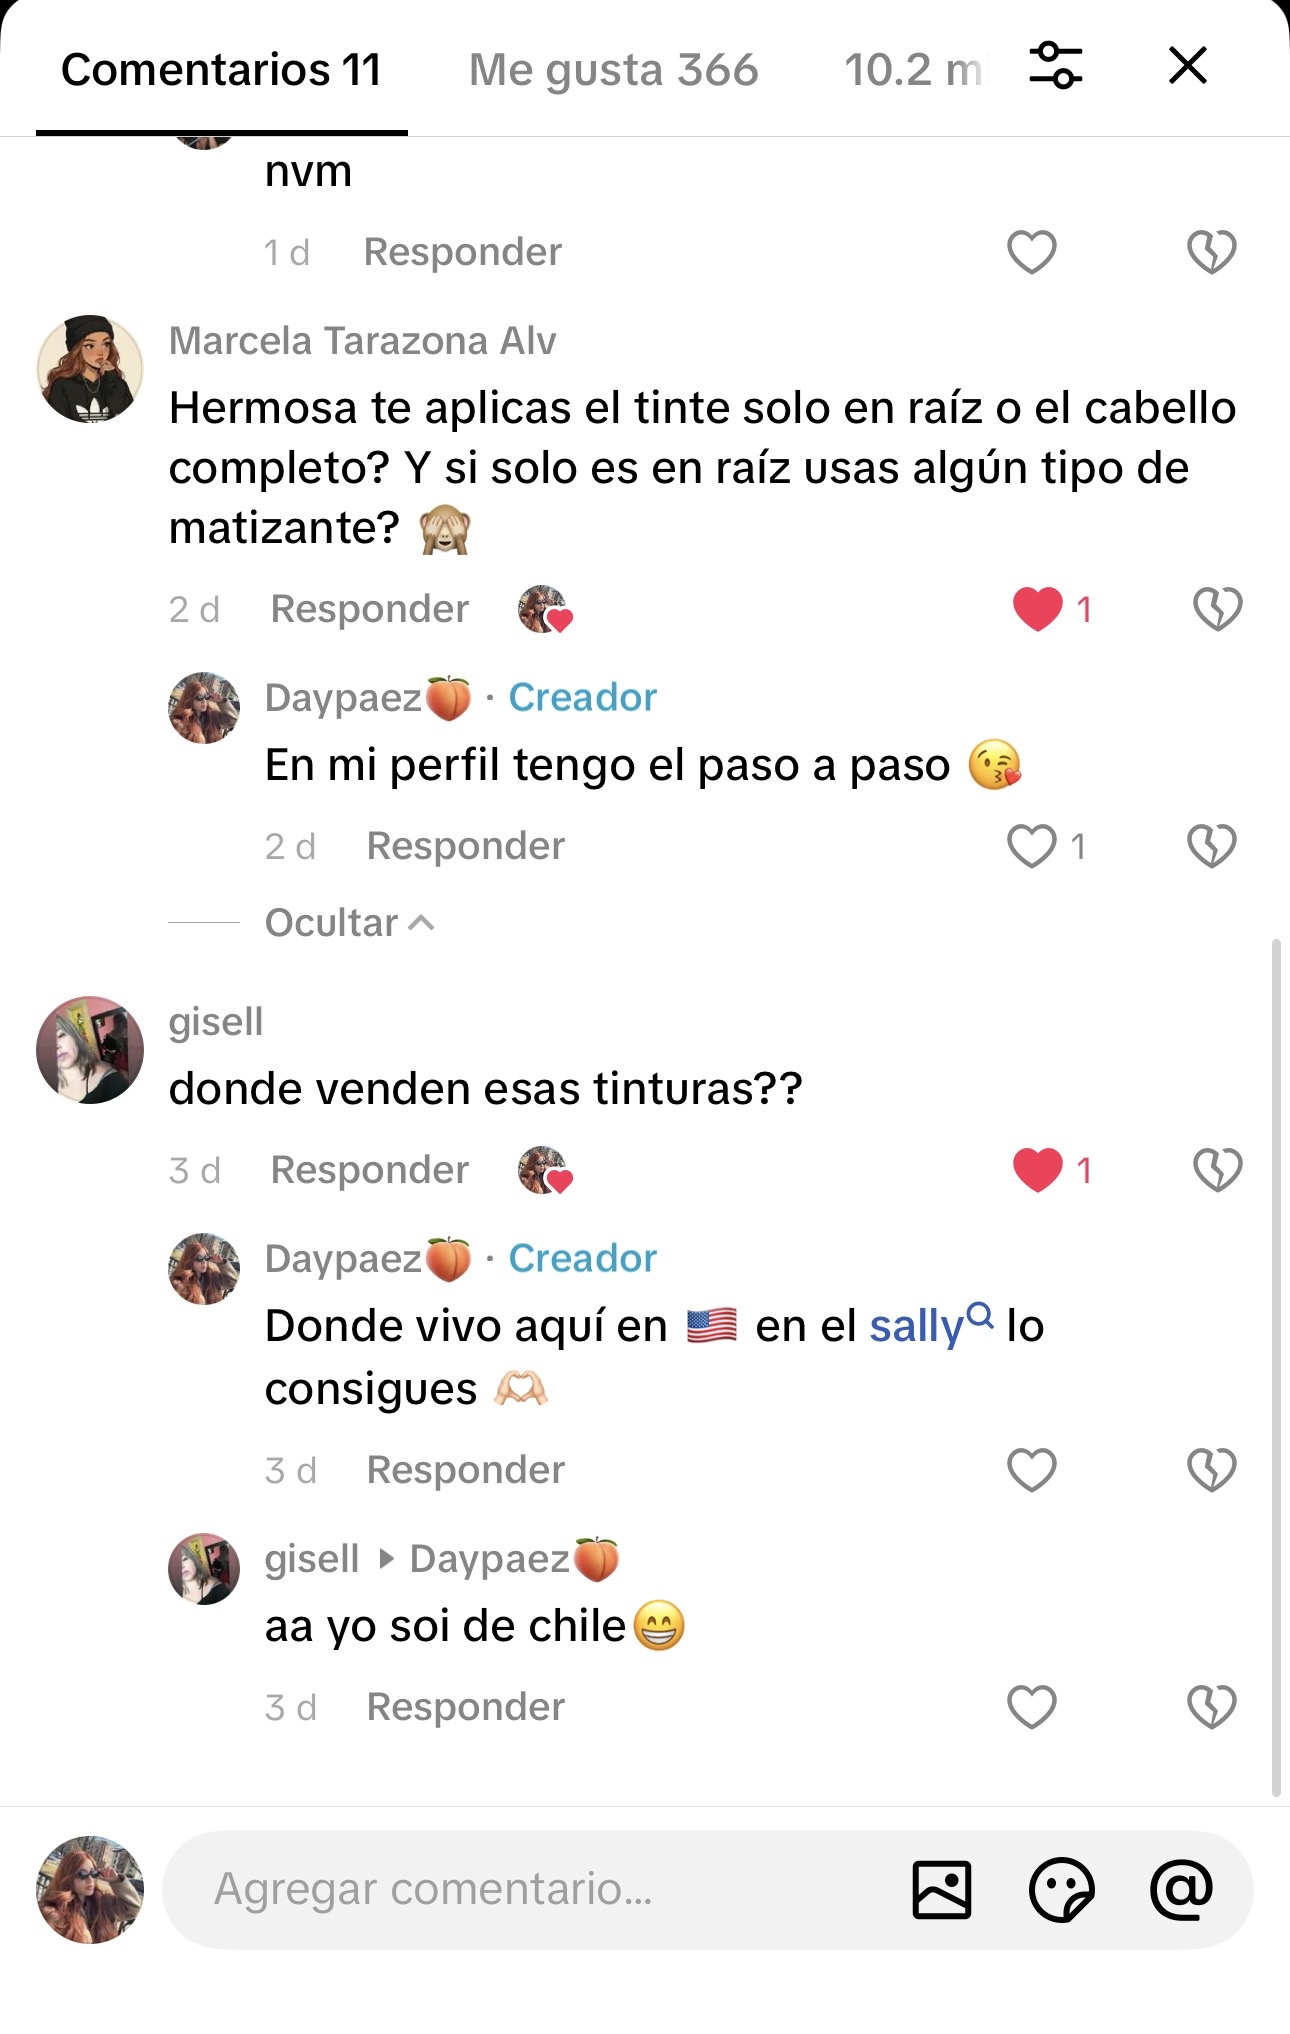 Comentarios 11 Me gusta 366 10.2 m
nvm
1 d Responder
Marcela Tarazona Alv
Hermosa te aplicas el tinte solo en raíz o el cabello
completo? Y si solo es en raíz usas algún tipo de
matizante? 🙈
2 d Responder 1
Daypaez🍑 · Creador
En mi perfil tengo el paso a paso 😘
2 d Responder 1
Ocultar
gisell
donde venden esas tinturas??
3 d Responder 1
Daypaez🍑 · Creador
Donde vivo aquí en 🇺🇸 en el sally lo
consigues 🫶🏻
3 d Responder
gisell ▸ Daypaez🍑
aa yo soi de chile😁
3 d Responder
Agregar comentario...